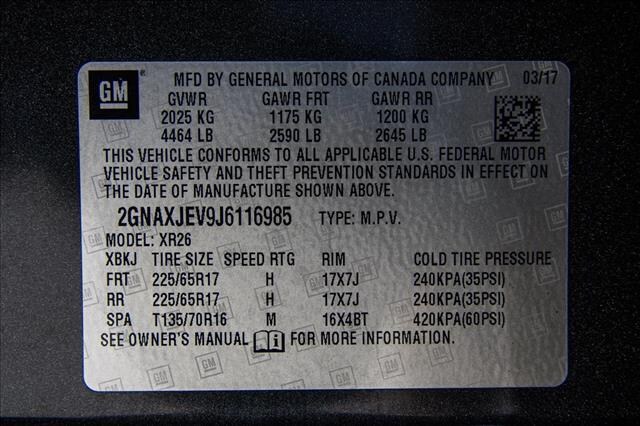 GM MFD BY GENERAL MOTORS OF CANADA COMPANY 03/17
GVWR GAWR FRT GAWR RR
2025 KG 1175 KG 1200 KG
4464 LB 2590 LB 2645 LB
THIS VEHICLE CONFORMS TO ALL APPLICABLE U.S. FEDERAL MOTOR
VEHICLE SAFETY AND THEFT PREVENTION STANDARDS IN EFFECT ON
THE DATE OF MANUFACTURE SHOWN ABOVE.
2GNAXJEV9J6116985 TYPE: M.P.V.
MODEL: XR26
XBKJ TIRE SIZE SPEED RTG RIM COLD TIRE PRESSURE
FRT 225/65R17 H 17X7J 240KPA(35PSI)
RR 225/65R17 H 17X7J 240KPA(35PSI)
SPA T135/70R16 M 16X4BT 420KPA(60PSI)
SEE OWNER'S MANUAL FOR MORE INFORMATION.